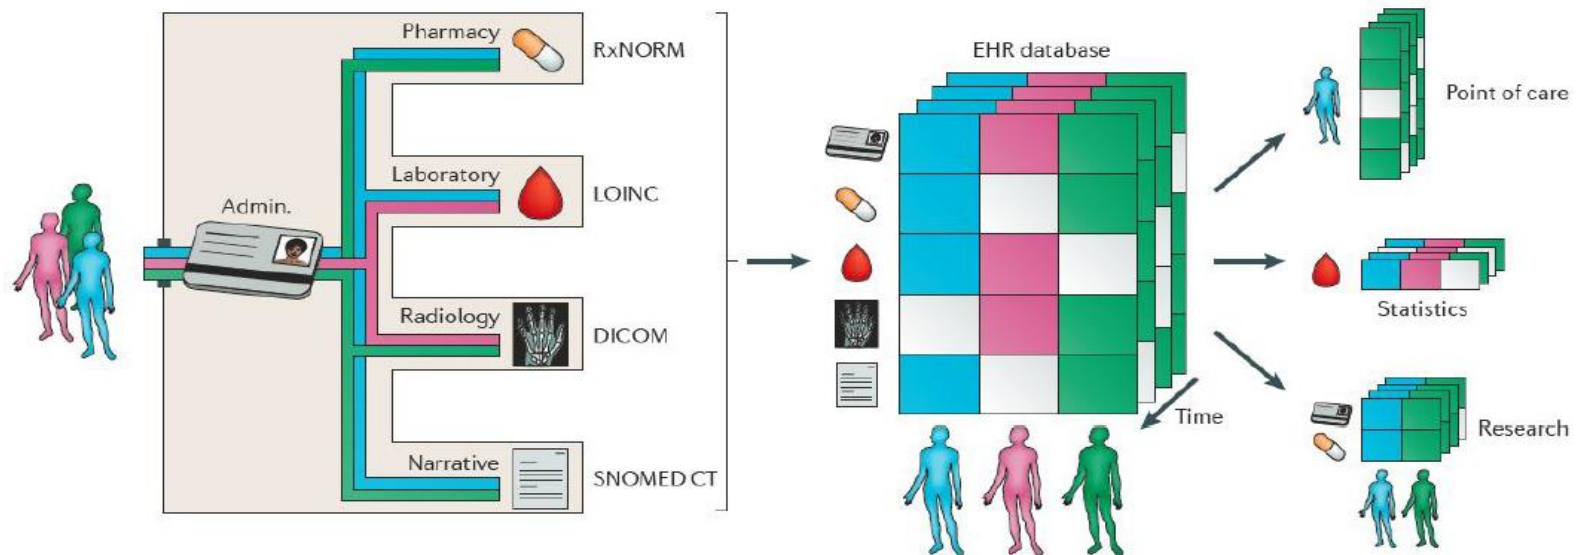 Pharmacy
RxNORM
Laboratory
LOINC
Admin.
Radiology
DICOM
Narrative
SNOMED CT
EHR database
Time
Point of care
Statistics
Research